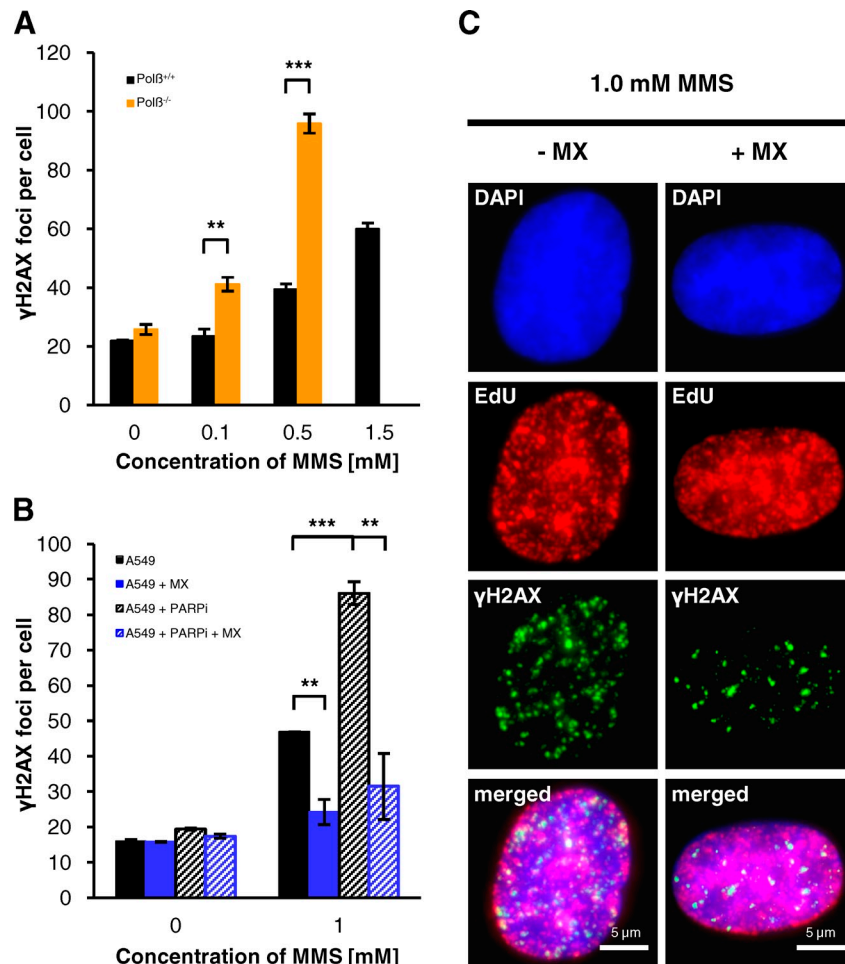 A
120
100
80
60
40
20
0
γH2AX foci per cell
Polß+/+
Polß-/-
**
***
0 0.1 0.5 1.5
Concentration of MMS [mM]
B
100
90
80
70
60
50
40
30
20
10
0
γH2AX foci per cell
A549
A549 + MX
A549 + PARPi
A549 + PARPi + MX
*** **
**
0 1
Concentration of MMS [mM]
C
1.0 mM MMS
- MX + MX
DAPI DAPI
EdU EdU
γH2AX γH2AX
merged merged
5 µm 5 µm